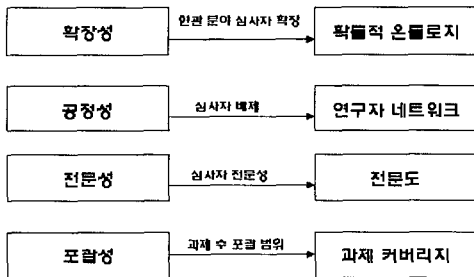 확장성
연관 분야 심사자 확장
확률적 온톨로지
공정성
심사자 배제
연구자 네트워크
전문성
심사자 전문성
전문도
포괄성
과제 수 포괄 범위
과제 커버리지